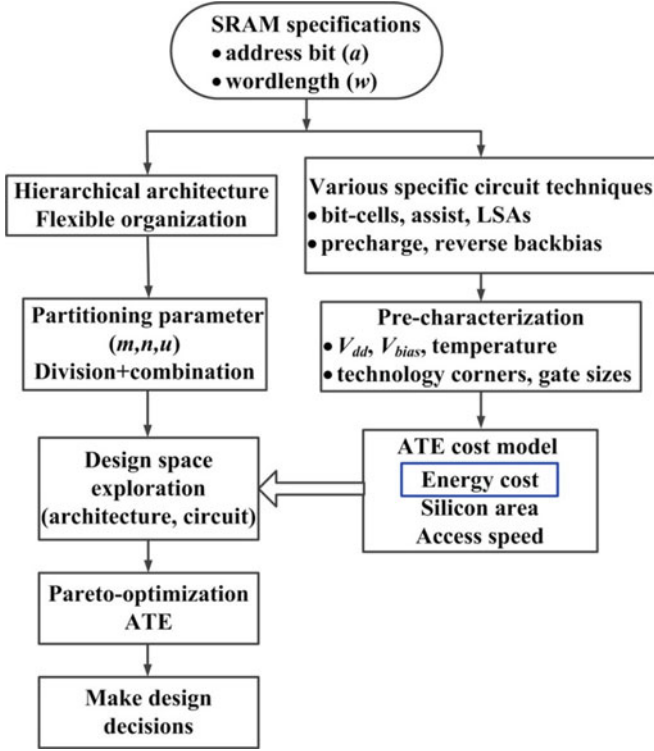 SRAM specifications
• address bit (a)
• wordlength (w)
Hierarchical architecture
Flexible organization
Various specific circuit techniques
• bit-cells, assist, LSAs
• precharge, reverse backbias
Partitioning parameter
(m,n,u)
Division+combination
Pre-characterization
• Vdd, Vbias, temperature
• technology corners, gate sizes
Design space
exploration
(architecture, circuit)
ATE cost model
Energy cost
Silicon area
Access speed
Pareto-optimization
ATE
Make design
decisions